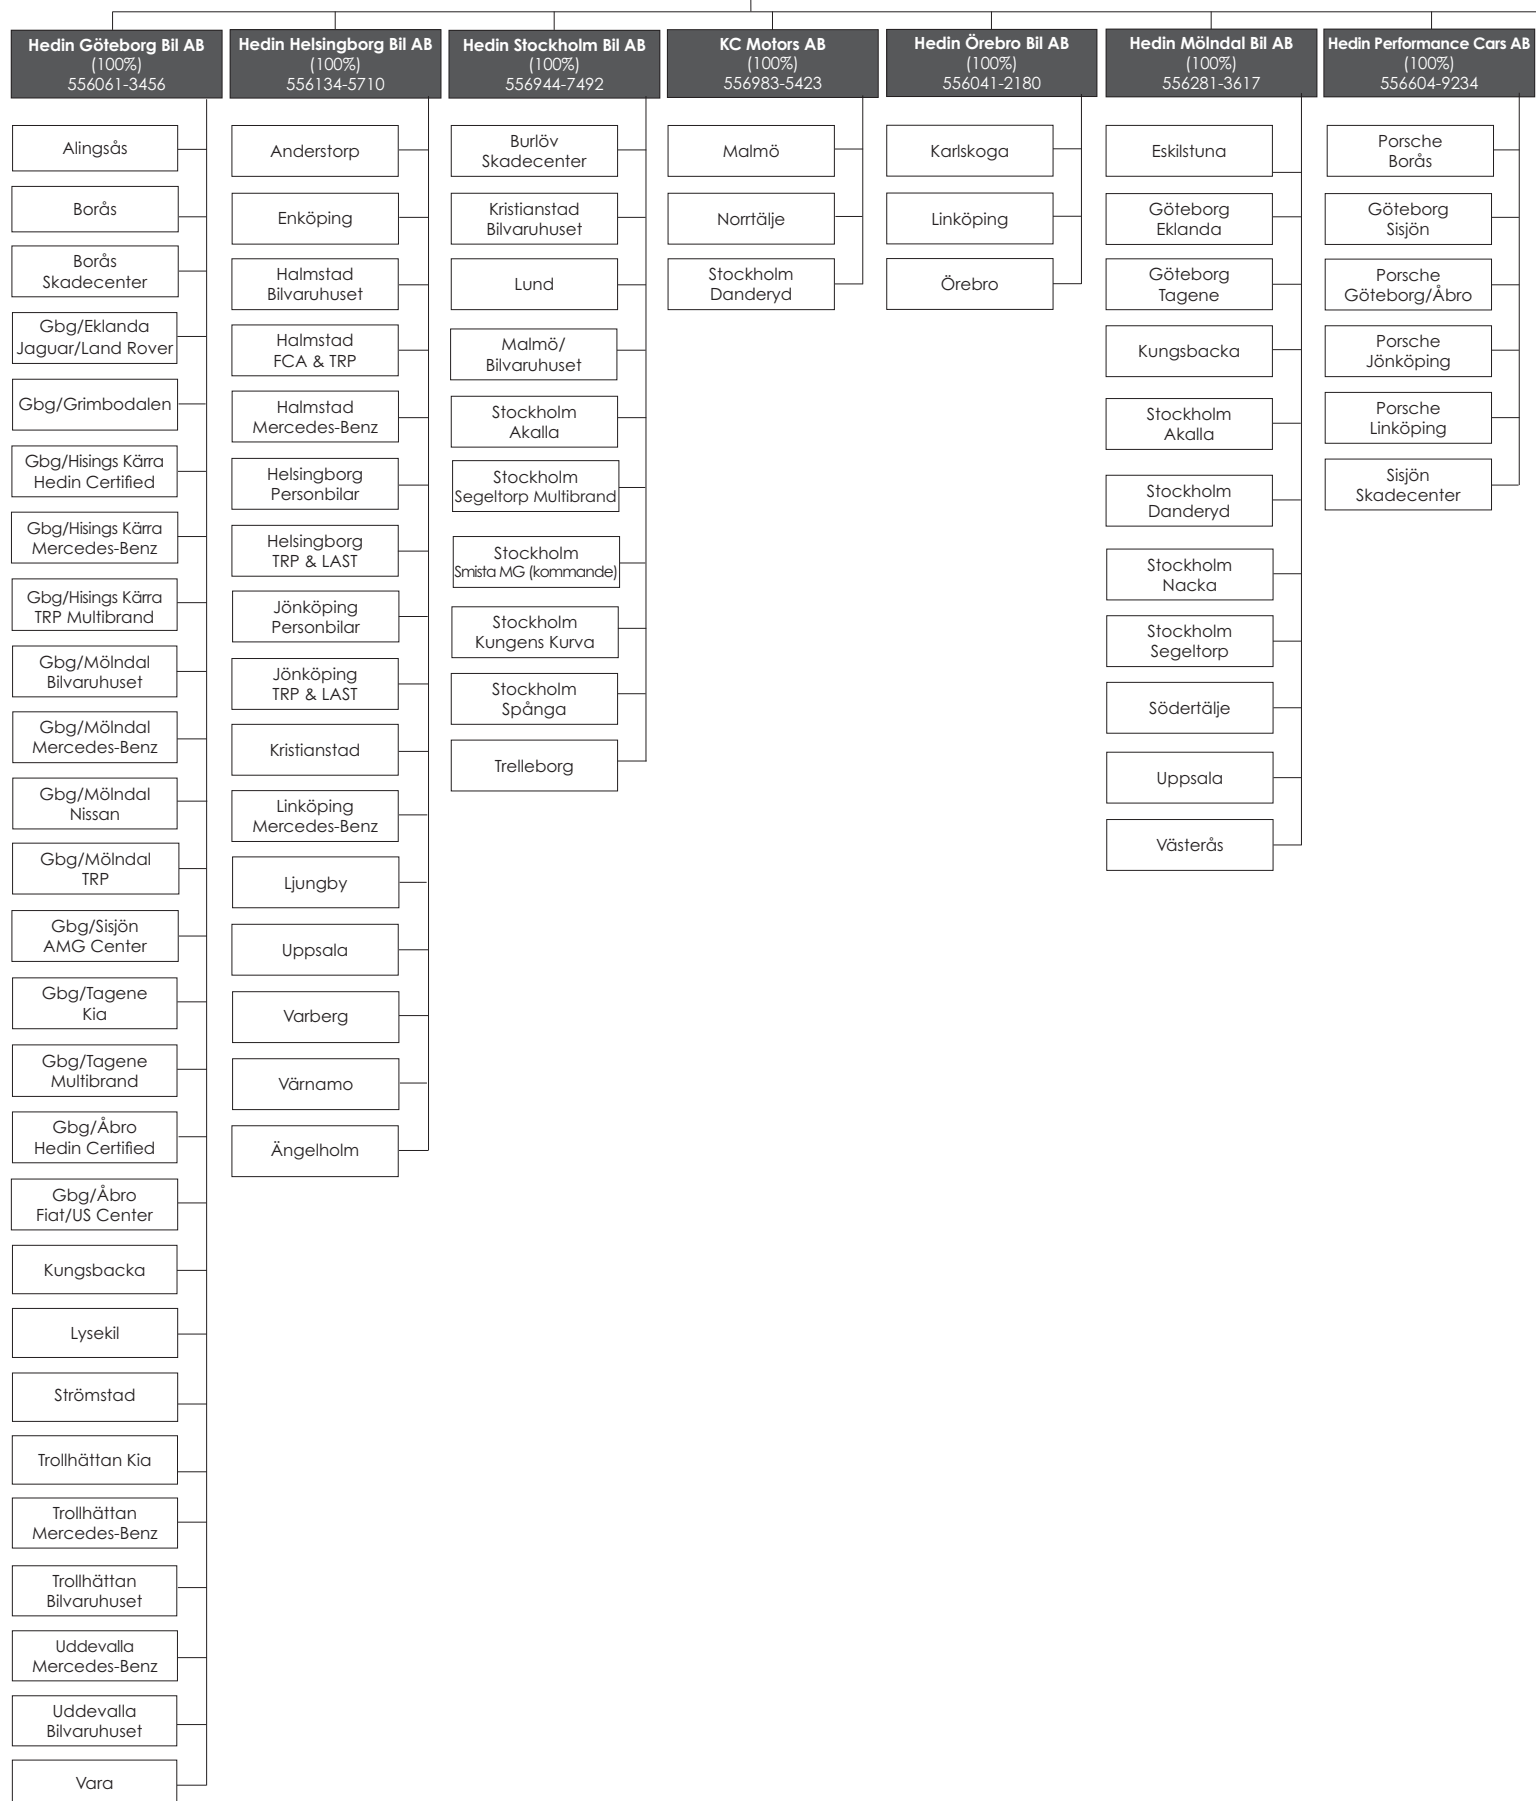 Hedin Göteborg Bil AB
(100%)
556061-3456
Alingsås
Borås
Borås
Skadecenter
Gbg/Eklanda
Jaguar/Land Rover
Gbg/Grimbodalen
Gbg/Hisings Kärra
Hedin Certified
Gbg/Hisings Kärra
Mercedes-Benz
Gbg/Hisings Kärra
TRP Multibrand
Gbg/Mölndal
Bilvaruhuset
Gbg/Mölndal
Mercedes-Benz
Gbg/Mölndal
Nissan
Gbg/Mölndal
TRP
Gbg/Sisjön
AMG Center
Gbg/Tagene
Kia
Gbg/Tagene
Multibrand
Gbg/Åbro
Hedin Certified
Gbg/Åbro
Fiat/US Center
Kungsbacka
Lysekil
Strömstad
Trollhättan Kia
Trollhättan
Mercedes-Benz
Trollhättan
Bilvaruhuset
Uddevalla
Mercedes-Benz
Uddevalla
Bilvaruhuset
Vara
Hedin Helsingborg Bil AB
(100%)
556134-5710
Anderstorp
Enköping
Halmstad
Bilvaruhuset
Halmstad
FCA & TRP
Halmstad
Mercedes-Benz
Helsingborg
Personbilar
Helsingborg
TRP & LAST
Jönköping
Personbilar
Jönköping
TRP & LAST
Kristianstad
Linköping
Mercedes-Benz
Ljungby
Uppsala
Varberg
Värnamo
Ängelholm
Hedin Stockholm Bil AB
(100%)
556944-7492
Burlöv
Skadecenter
Kristianstad
Bilvaruhuset
Lund
Malmö/
Bilvaruhuset
Stockholm
Akalla
Stockholm
Segeltorp Multibrand
Stockholm
Smista MG (kommande)
Stockholm
Kungens Kurva
Stockholm
Spånga
Trelleborg
KC Motors AB
(100%)
556983-5423
Malmö
Norrtälje
Stockholm
Danderyd
Hedin Örebro Bil AB
(100%)
556041-2180
Karlskoga
Linköping
Örebro
Hedin Mölndal Bil AB
(100%)
556281-3617
Eskilstuna
Göteborg
Eklanda
Göteborg
Tagene
Kungsbacka
Stockholm
Akalla
Stockholm
Danderyd
Stockholm
Nacka
Stockholm
Segeltorp
Södertälje
Uppsala
Västerås
Hedin Performance Cars AB
(100%)
556604-9234
Porsche
Borås
Göteborg
Sisjön
Porsche
Göteborg/Åbro
Porsche
Jönköping
Porsche
Linköping
Sisjön
Skadecenter